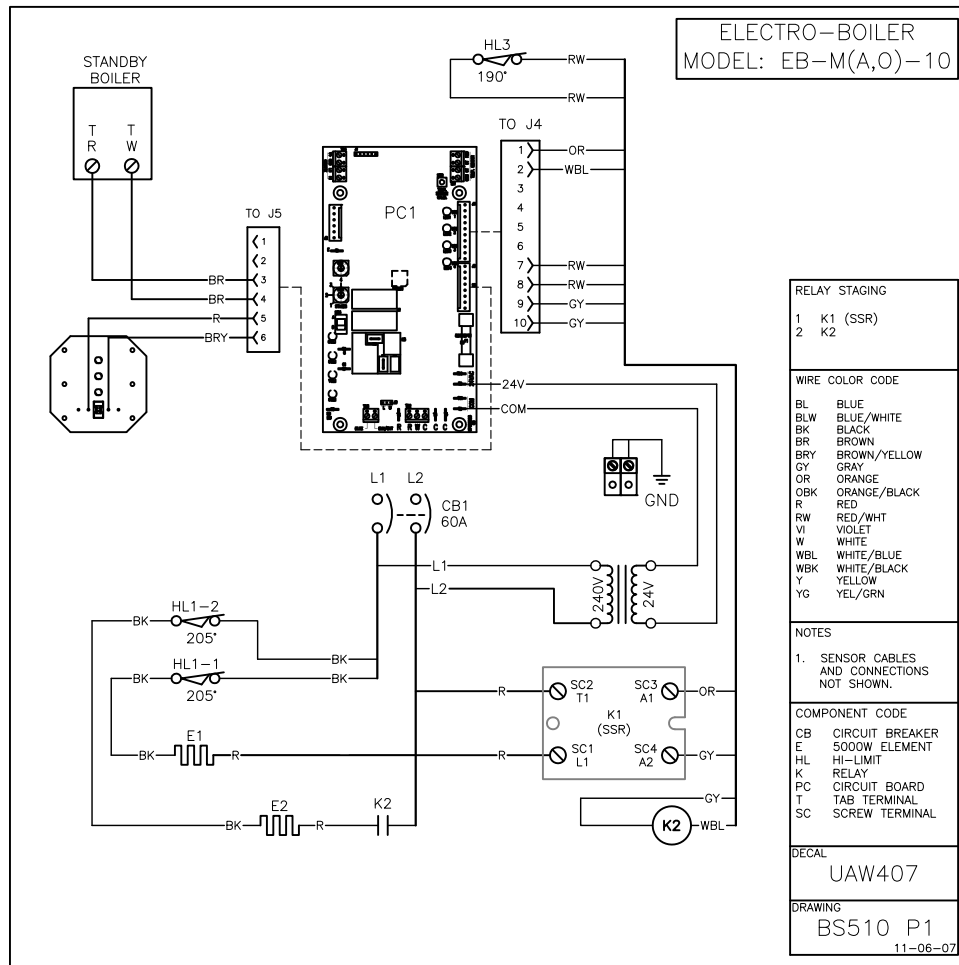 ELECTRO-BOILER
MODEL: EB-M(A,O)-10
STANDBY
BOILER
T T
R W
HL3
190°
RW
RW
TO J4
1 OR
2 WBL
3
4
5
6
7 RW
8 RW
9 GY
10 GY
PC1
TO J5
1
2
BR 3
BR 4
R 5
BRY 6
24V
COM
R R W C C C
L1 L2
CB1
60A
GND
L1
L2
240V
24V
BK HL1-2
205°
BK
BK HL1-1
205°
BK
R SC2
T1
SC3
A1
OR
K1
(SSR)
BK E1 R
R SC1
L1
SC4
A2
GY
BK E2 R K2
GY
K2 WBL
RELAY STAGING
1 K1 (SSR)
2 K2
WIRE COLOR CODE
BL BLUE
BLW BLUE/WHITE
BK BLACK
BR BROWN
BRY BROWN/YELLOW
GY GRAY
OR ORANGE
OBK ORANGE/BLACK
R RED
RW RED/WHT
VI VIOLET
W WHITE
WBL WHITE/BLUE
WBK WHITE/BLACK
Y YELLOW
YG YEL/GRN
NOTES
1. SENSOR CABLES
AND CONNECTIONS
NOT SHOWN.
COMPONENT CODE
CB CIRCUIT BREAKER
E 5000W ELEMENT
HL HI-LIMIT
K RELAY
PC CIRCUIT BOARD
T TAB TERMINAL
SC SCREW TERMINAL
DECAL
UAW407
DRAWING
BS510 P1
11-06-07